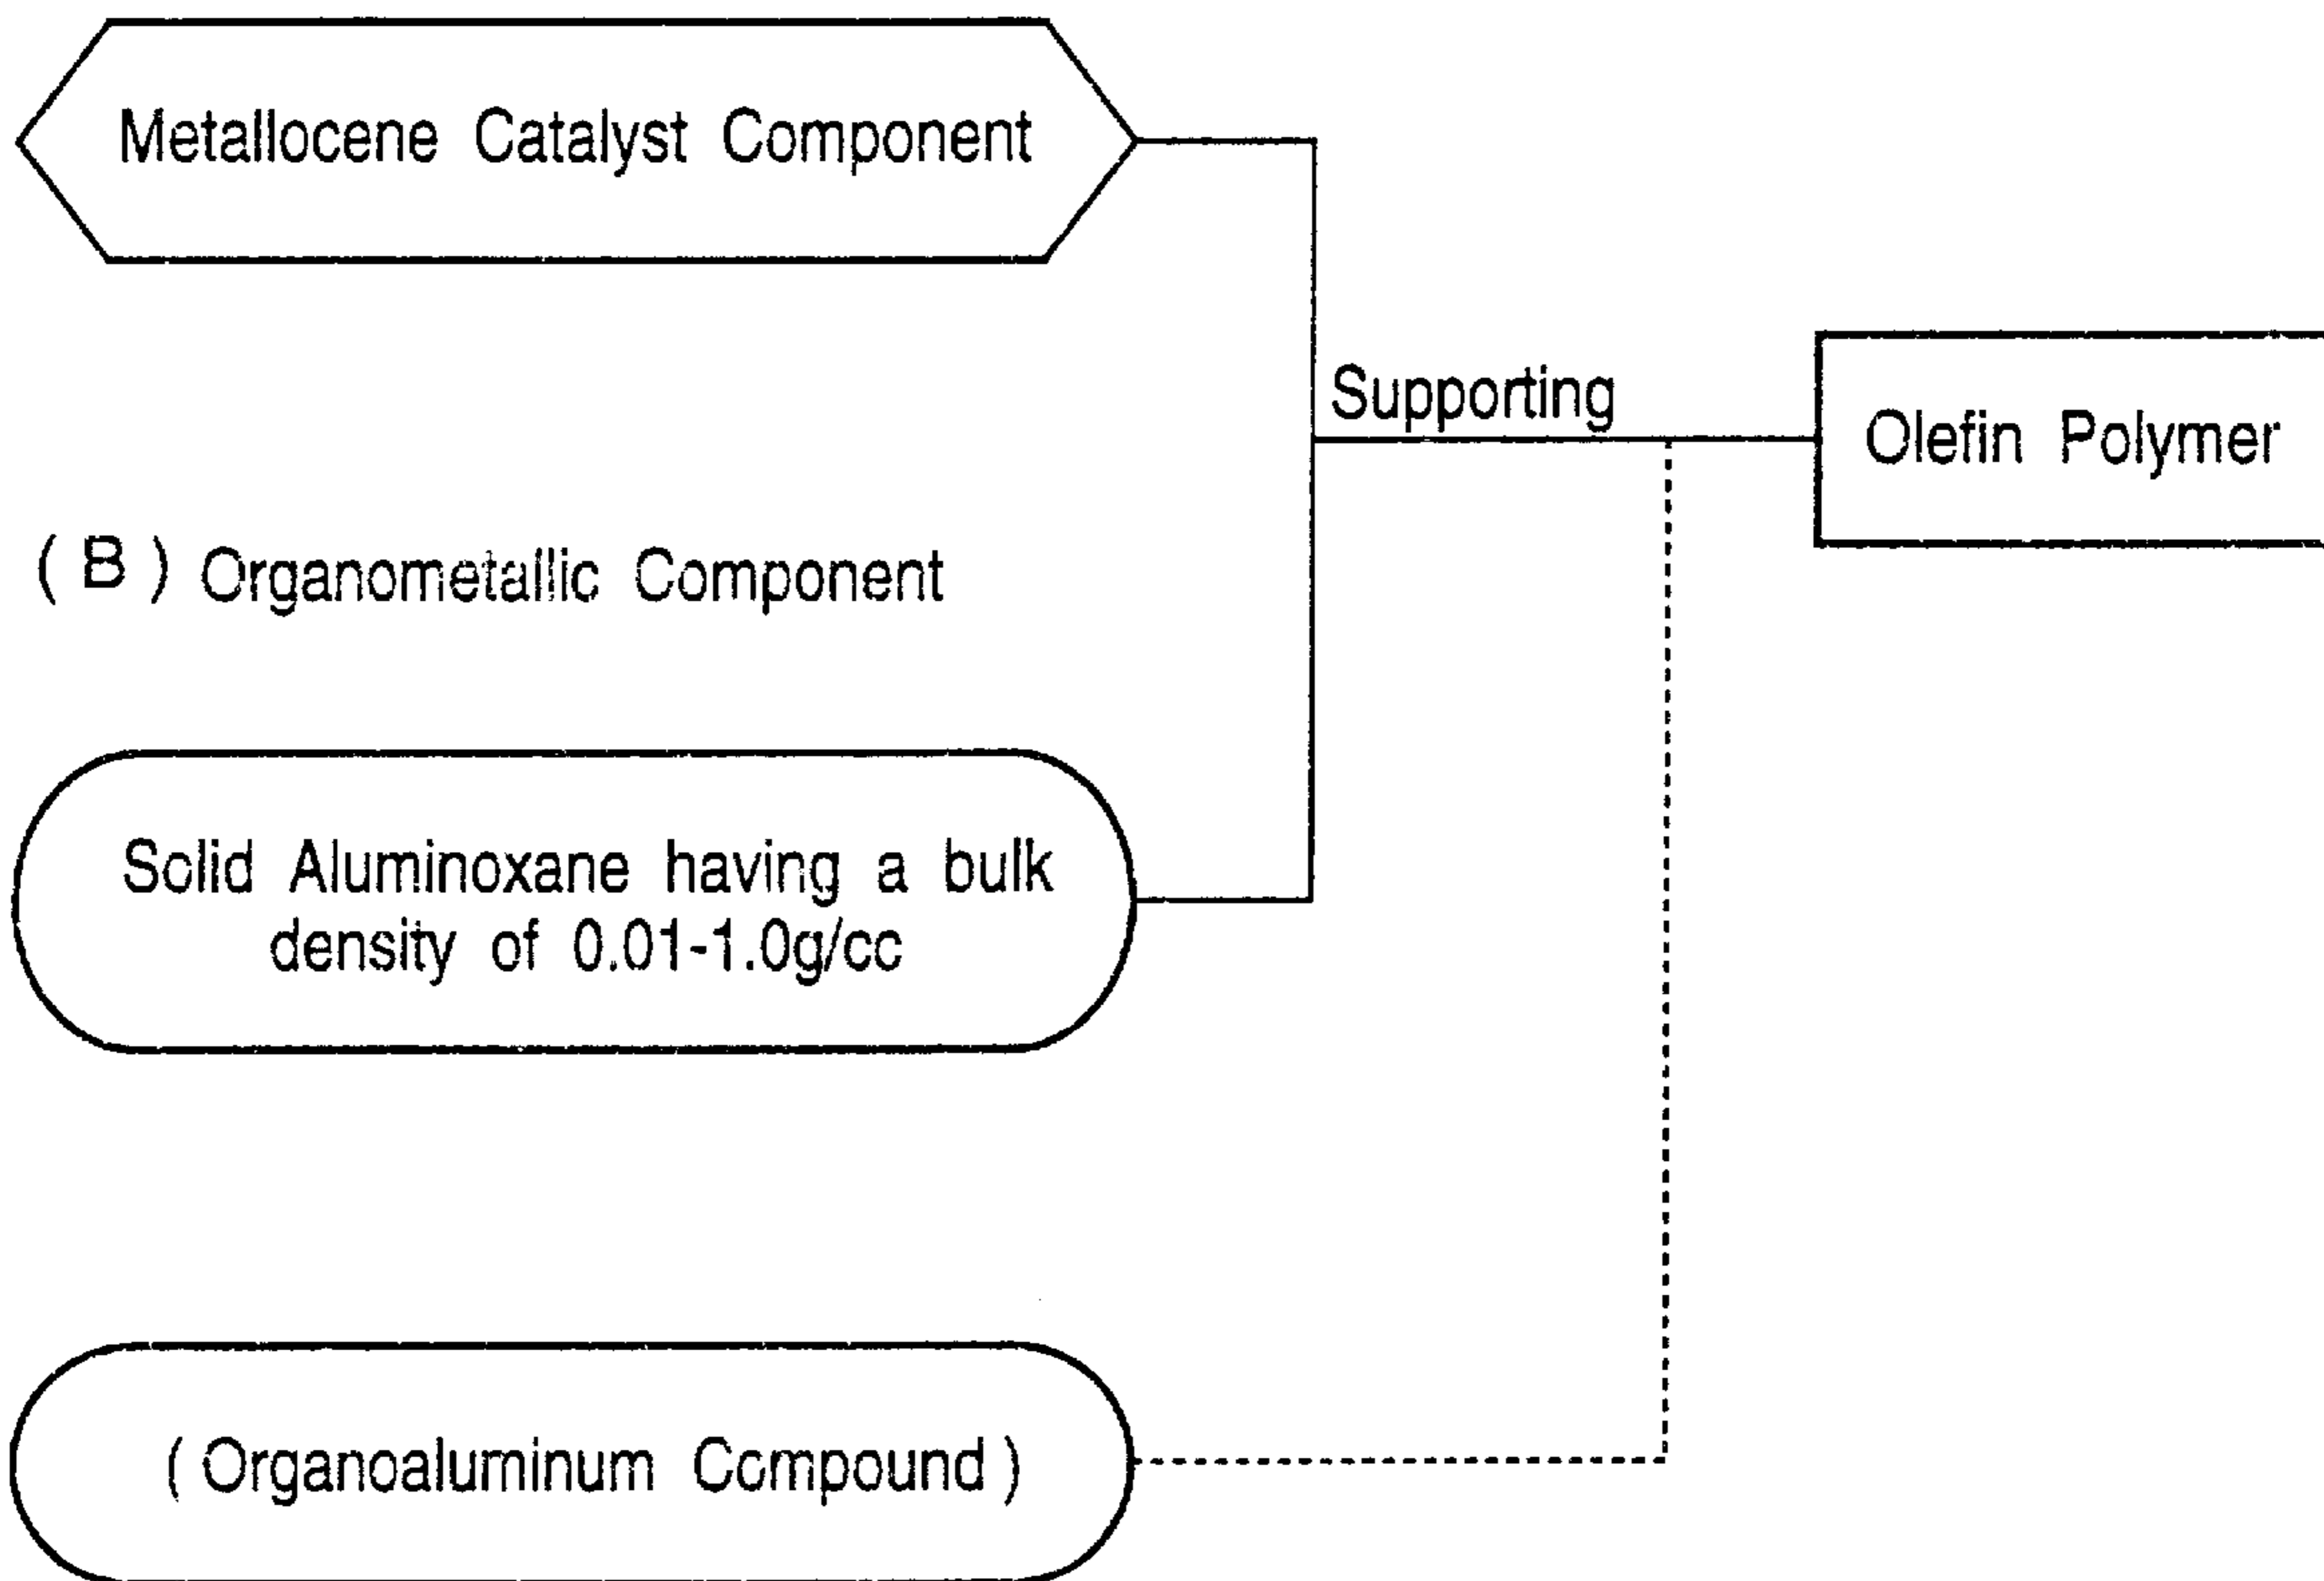 Metallocene Catalyst Component
Supporting
Olefin Polymer
( B ) Organometallic Component
Solid Aluminoxane having a bulk
density of 0.01-1.0g/cc
( Organoaluminum Compound )